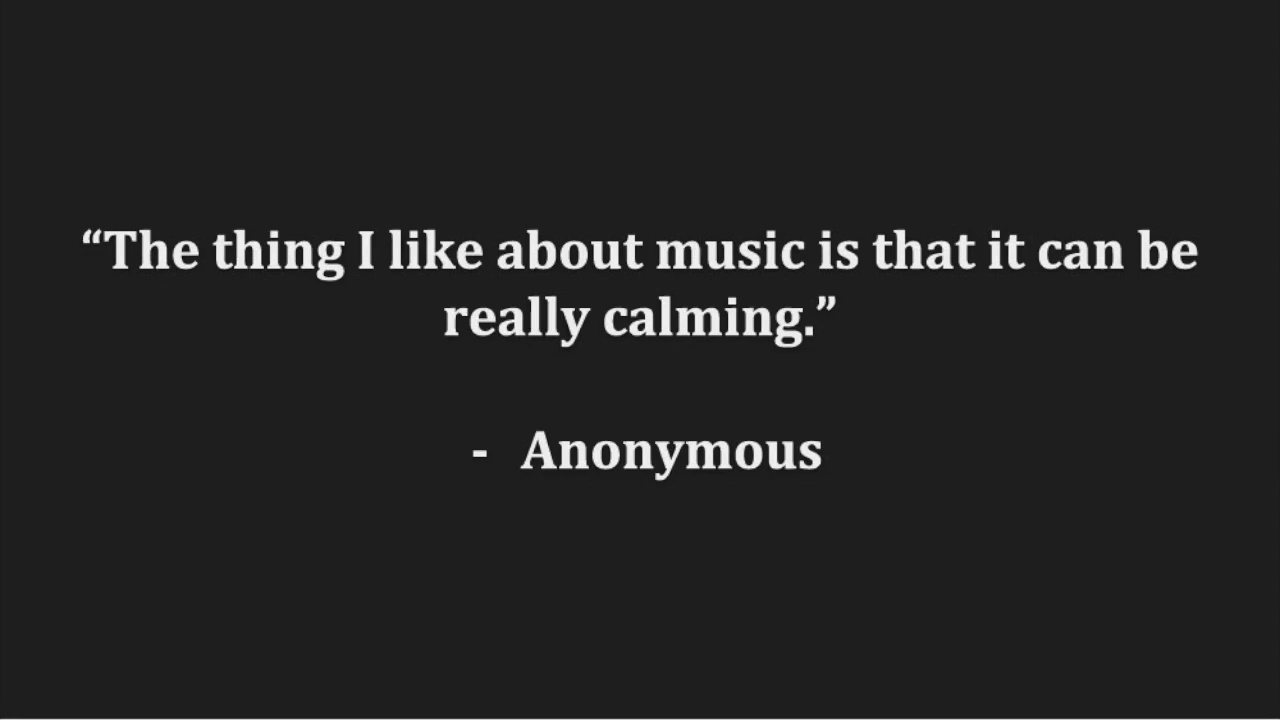 “The thing I like about music is that it can be
really calming.”
- Anonymous